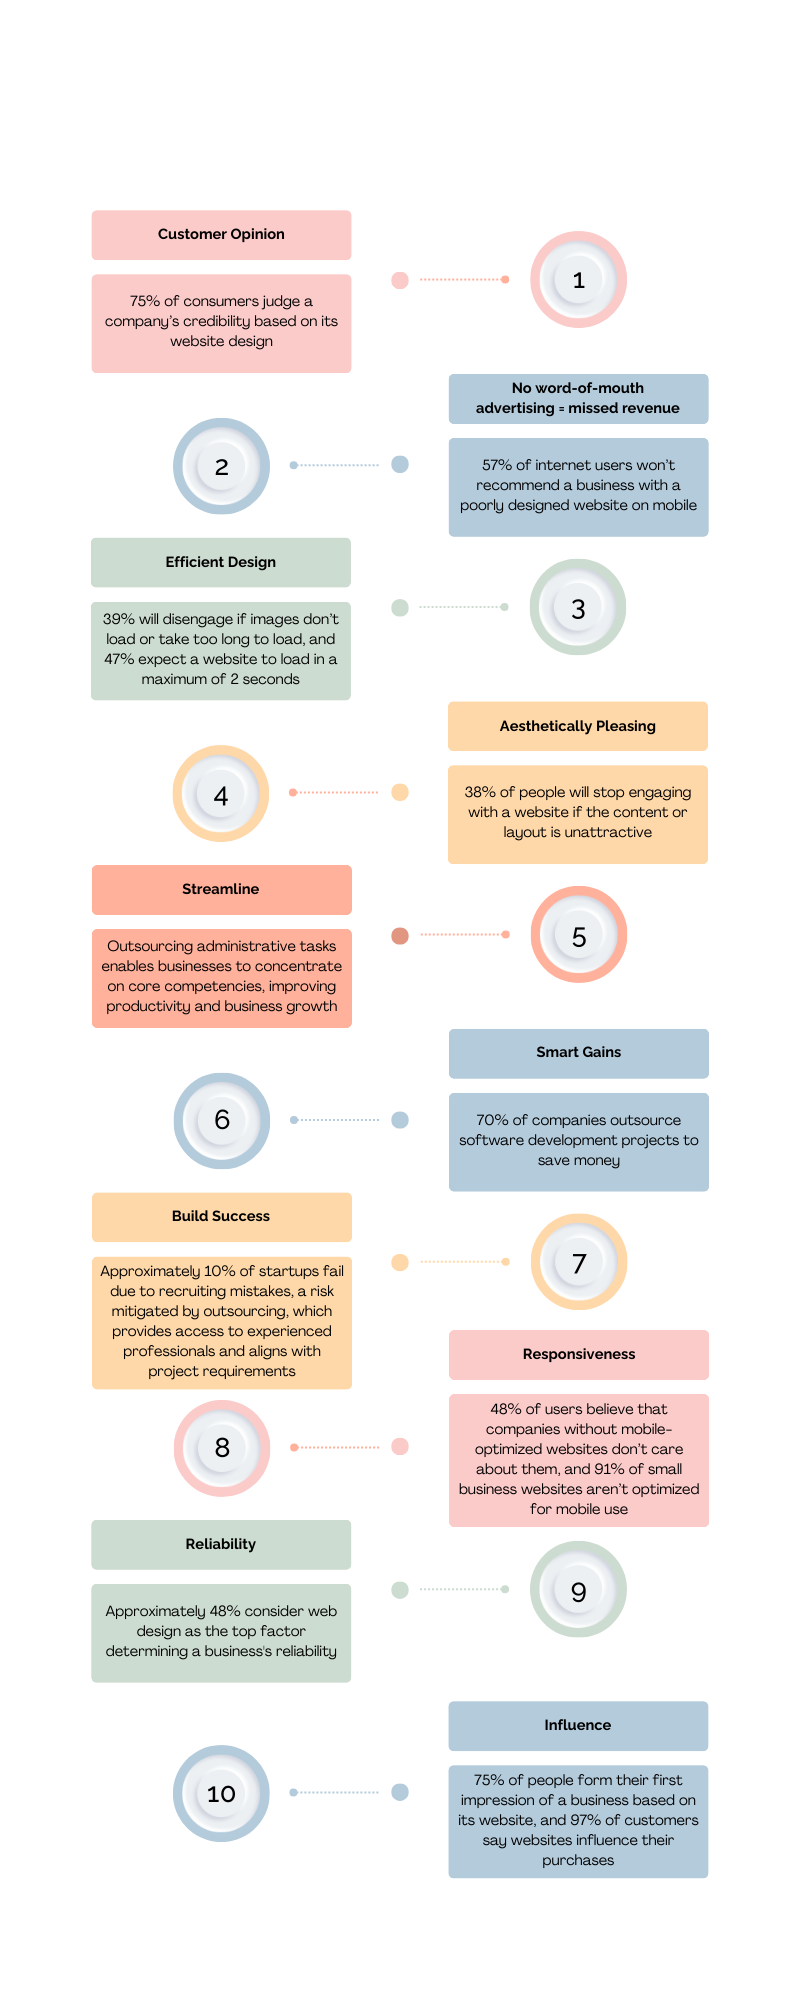 Customer Opinion
75% of consumers judge a
company's credibility based on its
website design
1
No word-of-mouth
advertising = missed revenue
57% of internet users won't
recommend a business with a
poorly designed website on mobile
2
Efficient Design
39% will disengage if images don't
load or take too long to load, and
47% expect a website to load in a
maximum of 2 seconds
3
Aesthetically Pleasing
38% of people will stop engaging
with a website if the content or
layout is unattractive
4
Streamline
Outsourcing administrative tasks
enables businesses to concentrate
on core competencies, improving
productivity and business growth
5
Smart Gains
70% of companies outsource
software development projects to
save money
6
Build Success
Approximately 10% of startups fail
due to recruiting mistakes, a risk
mitigated by outsourcing, which
provides access to experienced
professionals and aligns with
project requirements
7
Responsiveness
48% of users believe that
companies without mobile-
optimized websites don't care
about them, and 91% of small
business websites aren't optimized
for mobile use
8
Reliability
Approximately 48% consider web
design as the top factor
determining a business's reliability
9
Influence
75% of people form their first
impression of a business based on
its website, and 97% of customers
say websites influence their
purchases
10